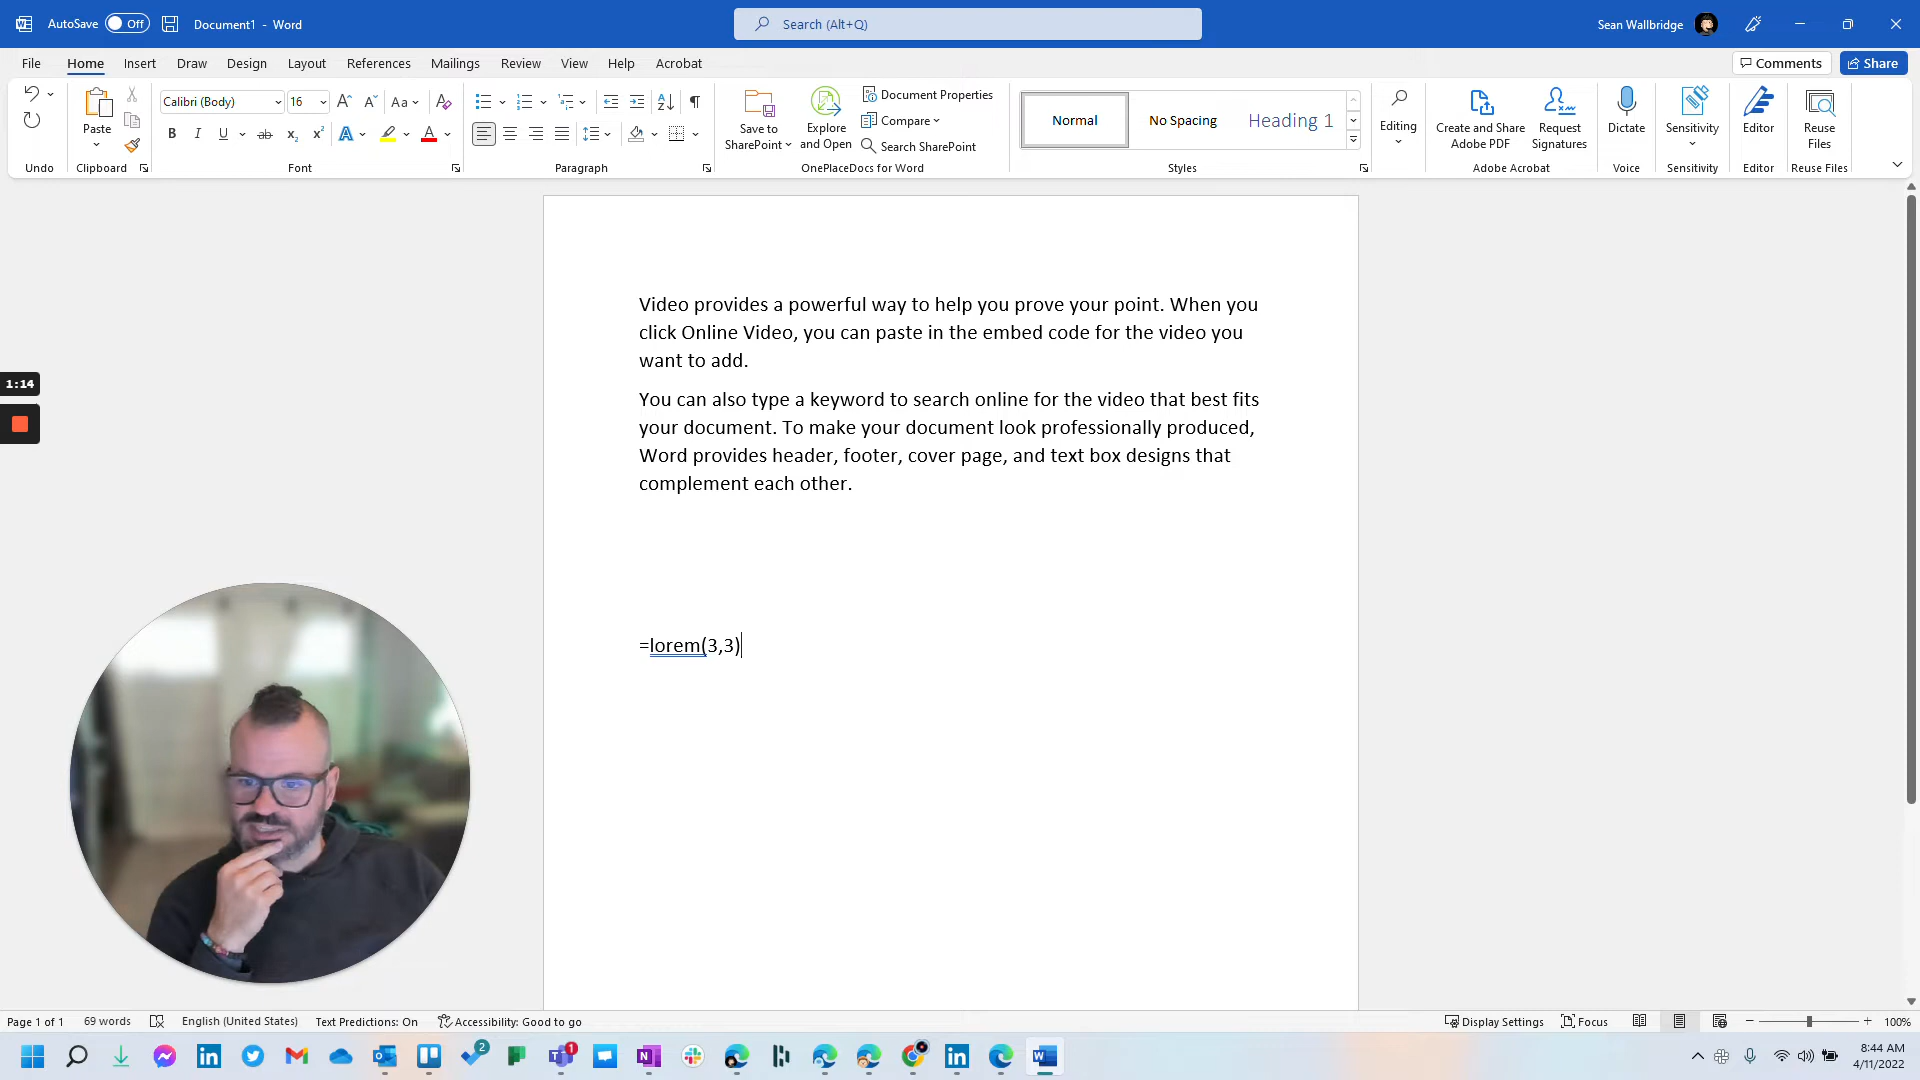 AutoSave Off Document1 - Word Search (Alt+Q) Sean Wallbridge
File Home Insert Draw Design Layout References Mailings Review View Help Acrobat Comments Share
Calibri (Body) 16 Aa
Paste
Save to SharePoint
Explore and Open
Document Properties
Compare
Search SharePoint
Normal No Spacing Heading 1
Editing
Create and Share Adobe PDF
Request Signatures
Dictate
Sensitivity
Editor
Reuse Files
Undo Clipboard Font Paragraph OnePlaceDocs for Word Styles Adobe Acrobat Voice Sensitivity Editor Reuse Files
Video provides a powerful way to help you prove your point. When you
click Online Video, you can paste in the embed code for the video you
want to add.
You can also type a keyword to search online for the video that best fits
your document. To make your document look professionally produced,
Word provides header, footer, cover page, and text box designs that
complement each other.
1:14
=lorem(3,3)
Page 1 of 1 69 words English (United States) Text Predictions: On Accessibility: Good to go Display Settings Focus 100%
2 1
8:44 AM
4/11/2022